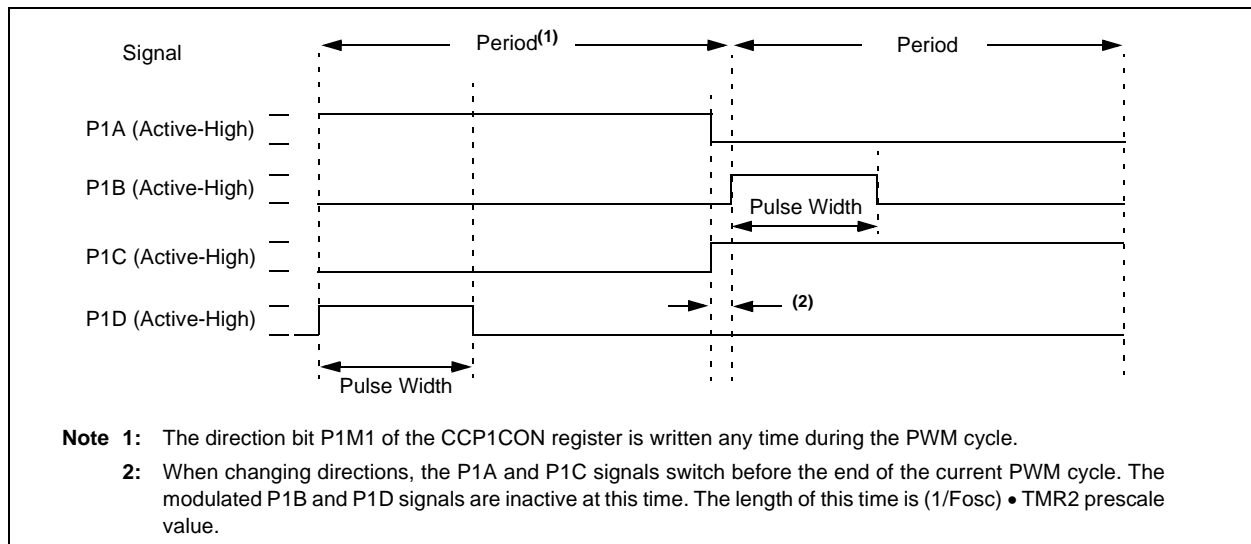 Signal
Period(1)
Period
P1A (Active-High)
P1B (Active-High)
Pulse Width
P1C (Active-High)
(2)
P1D (Active-High)
Pulse Width
Note 1: The direction bit P1M1 of the CCP1CON register is written any time during the PWM cycle.
2: When changing directions, the P1A and P1C signals switch before the end of the current PWM cycle. The
modulated P1B and P1D signals are inactive at this time. The length of this time is (1/Fosc) • TMR2 prescale
value.